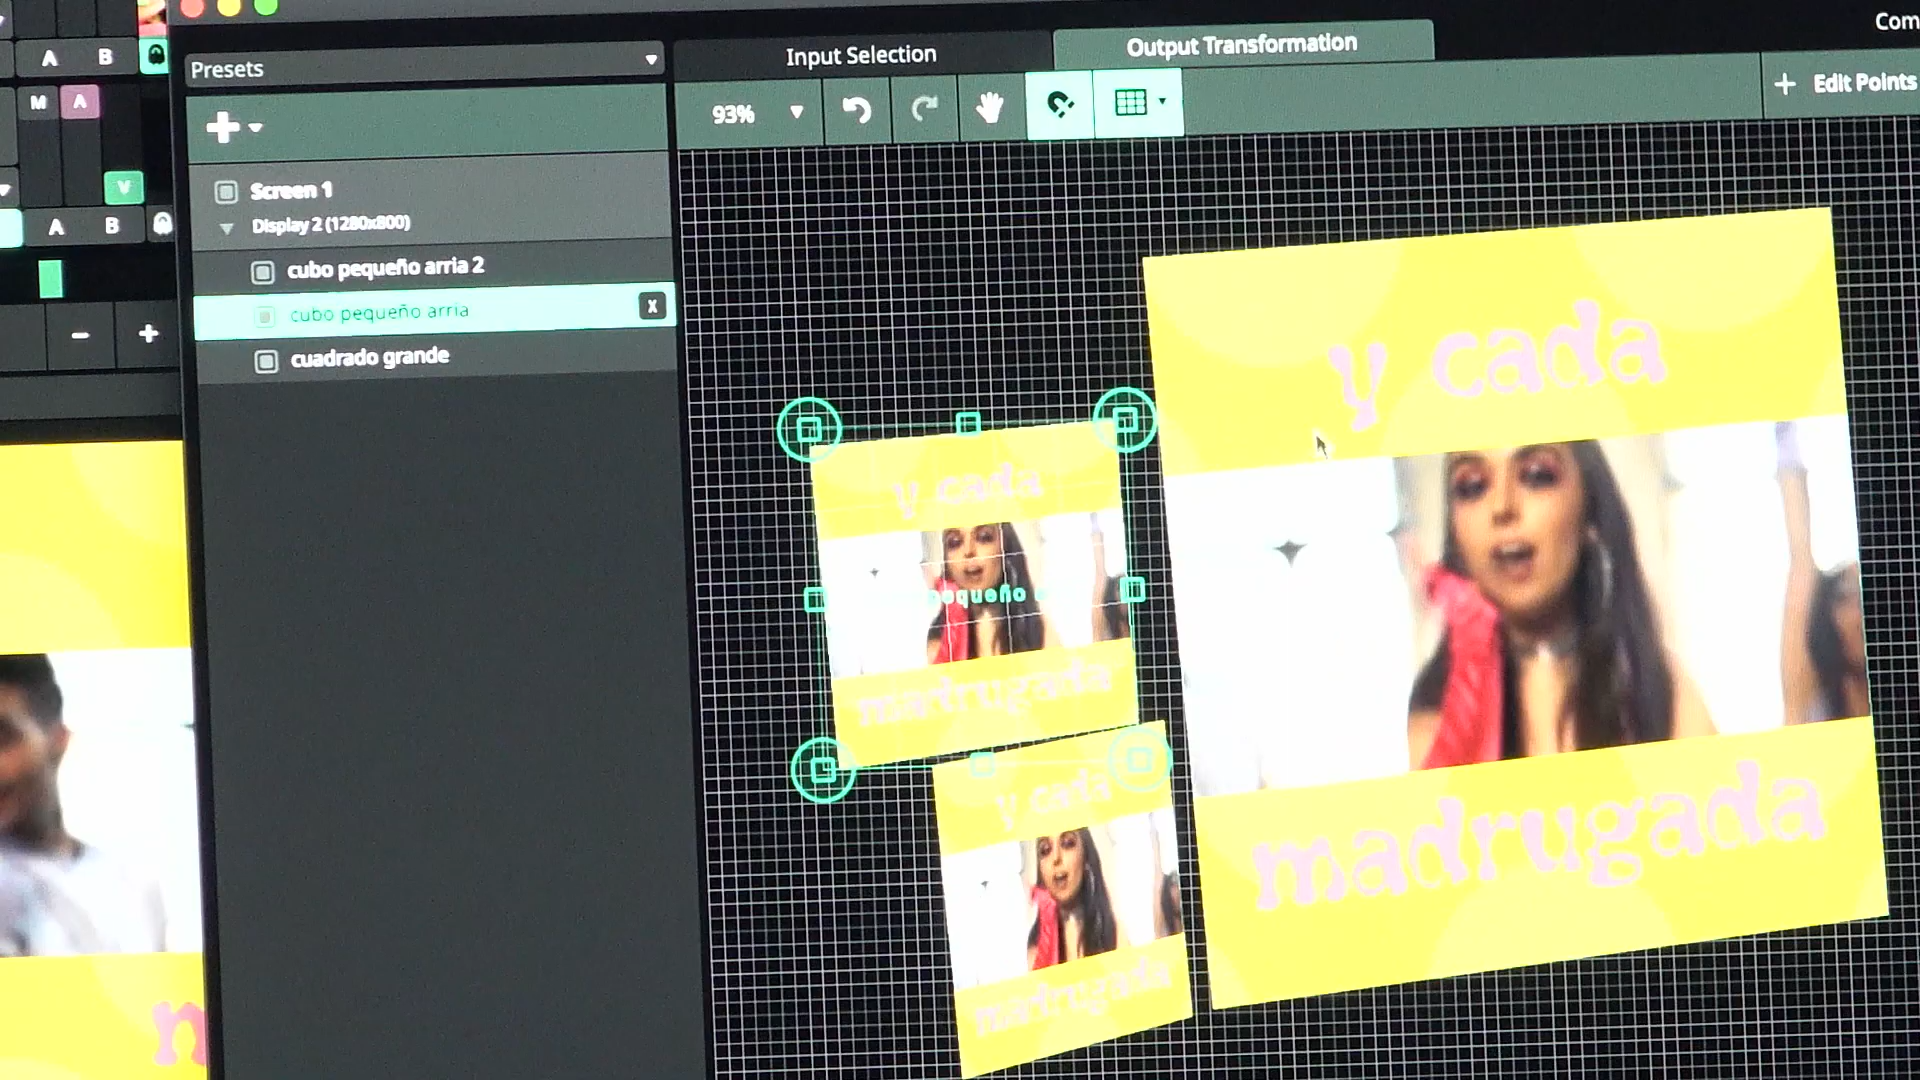 Com
A B
Presets
Input Selection
Output Transformation
M A
93%
Edit Points
V
Screen 1
A B
Display 2 (1280x800)
cubo pequeño arria 2
cubo pequeño arria
X
cuadrado grande
y cada
y cada
pequeño
madrugada
y cada
madrugada
madrugada